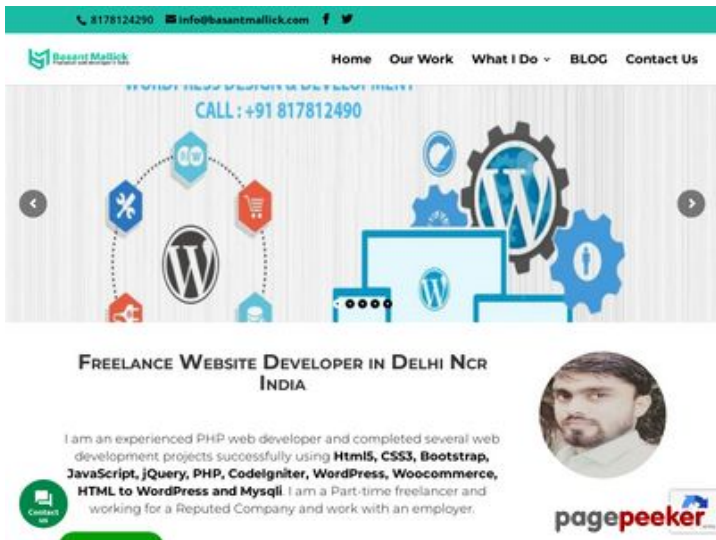 8178124290 info@basantmallick.com
Basant Mallick
Home Our Work What I Do BLOG Contact Us
WORDPRESS DESIGN & DEVELOPMENT
CALL : +91 817812490
FREELANCE WEBSITE DEVELOPER IN DELHI NCR
INDIA
I am an experienced PHP web developer and completed several web
development projects successfully using Html5, CSS3, Bootstrap,
JavaScript, jQuery, PHP, CodeIgniter, WordPress, Woocommerce,
HTML to WordPress and Mysqli. I am a Part-time freelancer and
working for a Reputed Company and work with an employer.
Contact
us
pagepeeker